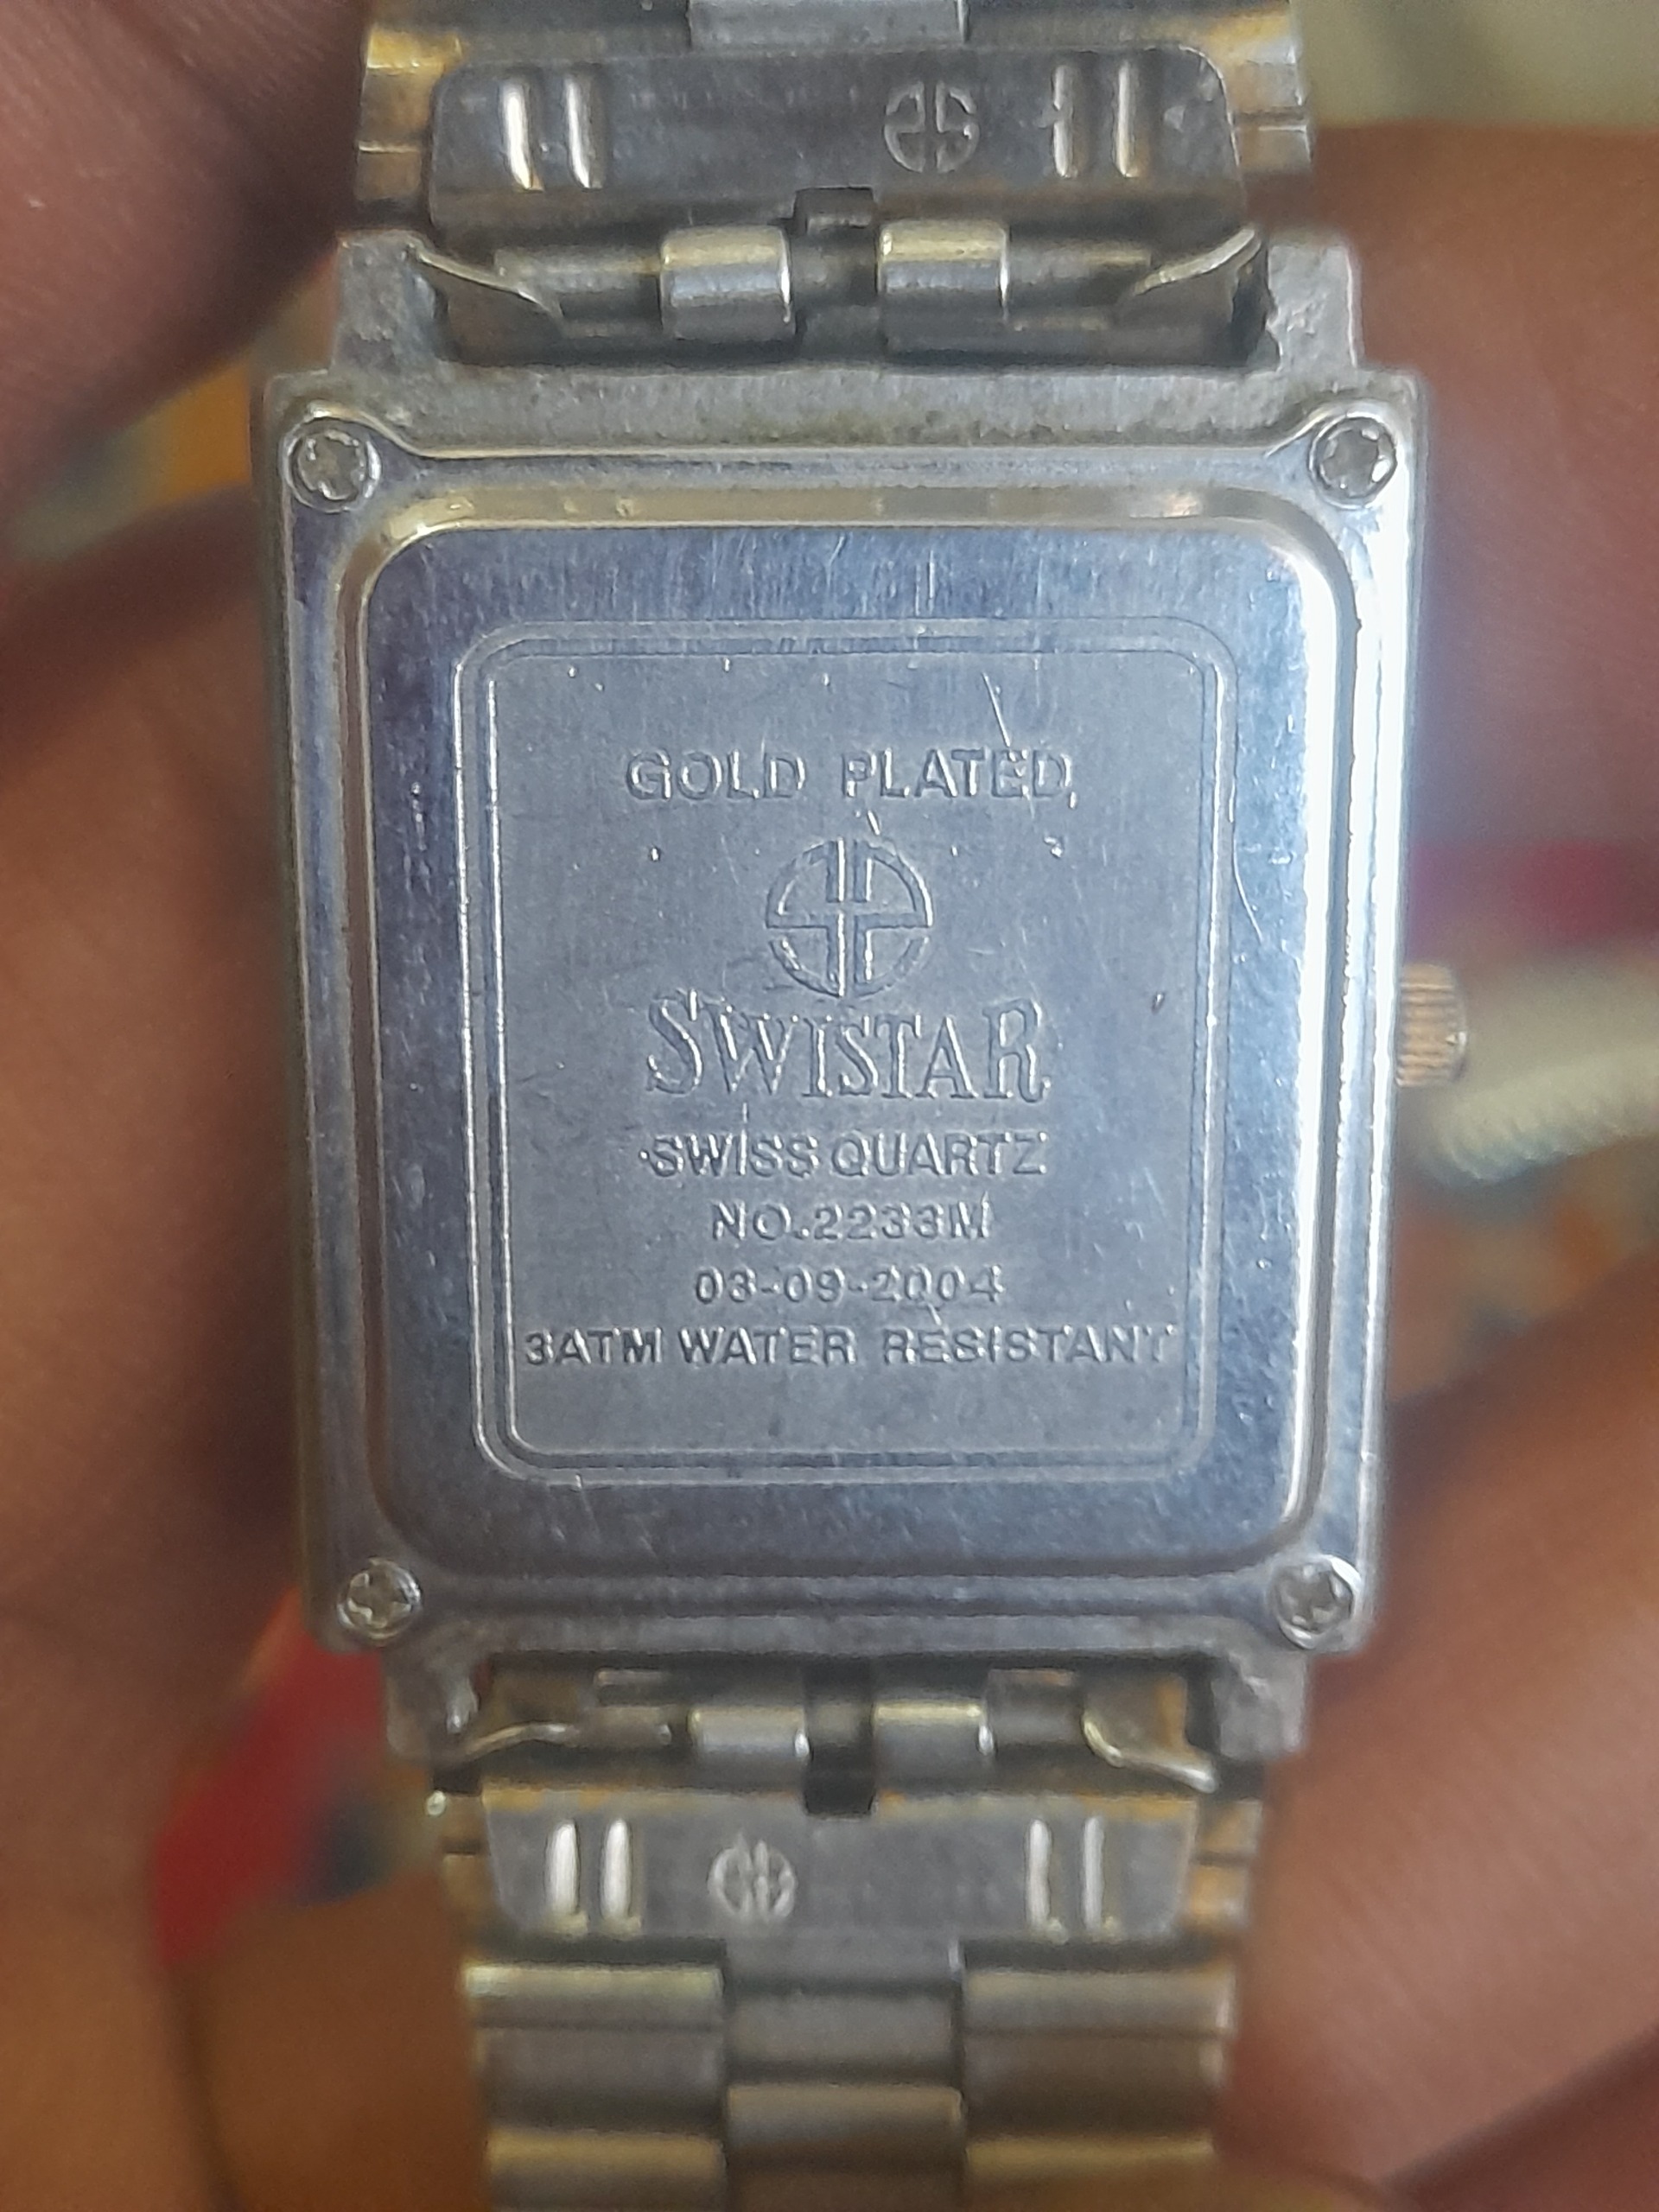 GOLD PLATED
SWISTAR
SWISS QUARTZ
NO.2233M
03-09-2004
3ATM WATER RESISTANT